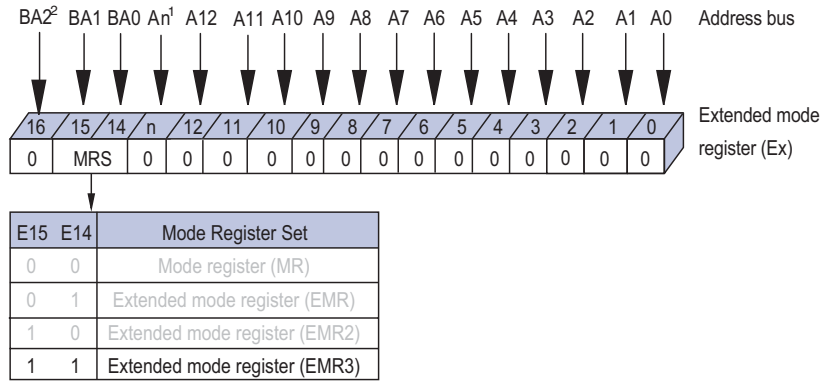 BA2² BA1 BA0 An¹ A12 A11 A10 A9 A8 A7 A6 A5 A4 A3 A2 A1 A0 Address bus
16 15 14 n 12 11 10 9 8 7 6 5 4 3 2 1 0 Extended mode
register (Ex)
0 MRS 0 0 0 0 0 0 0 0 0 0 0 0 0 0
E15 E14 Mode Register Set
0 0 Mode register (MR)
0 1 Extended mode register (EMR)
1 0 Extended mode register (EMR2)
1 1 Extended mode register (EMR3)